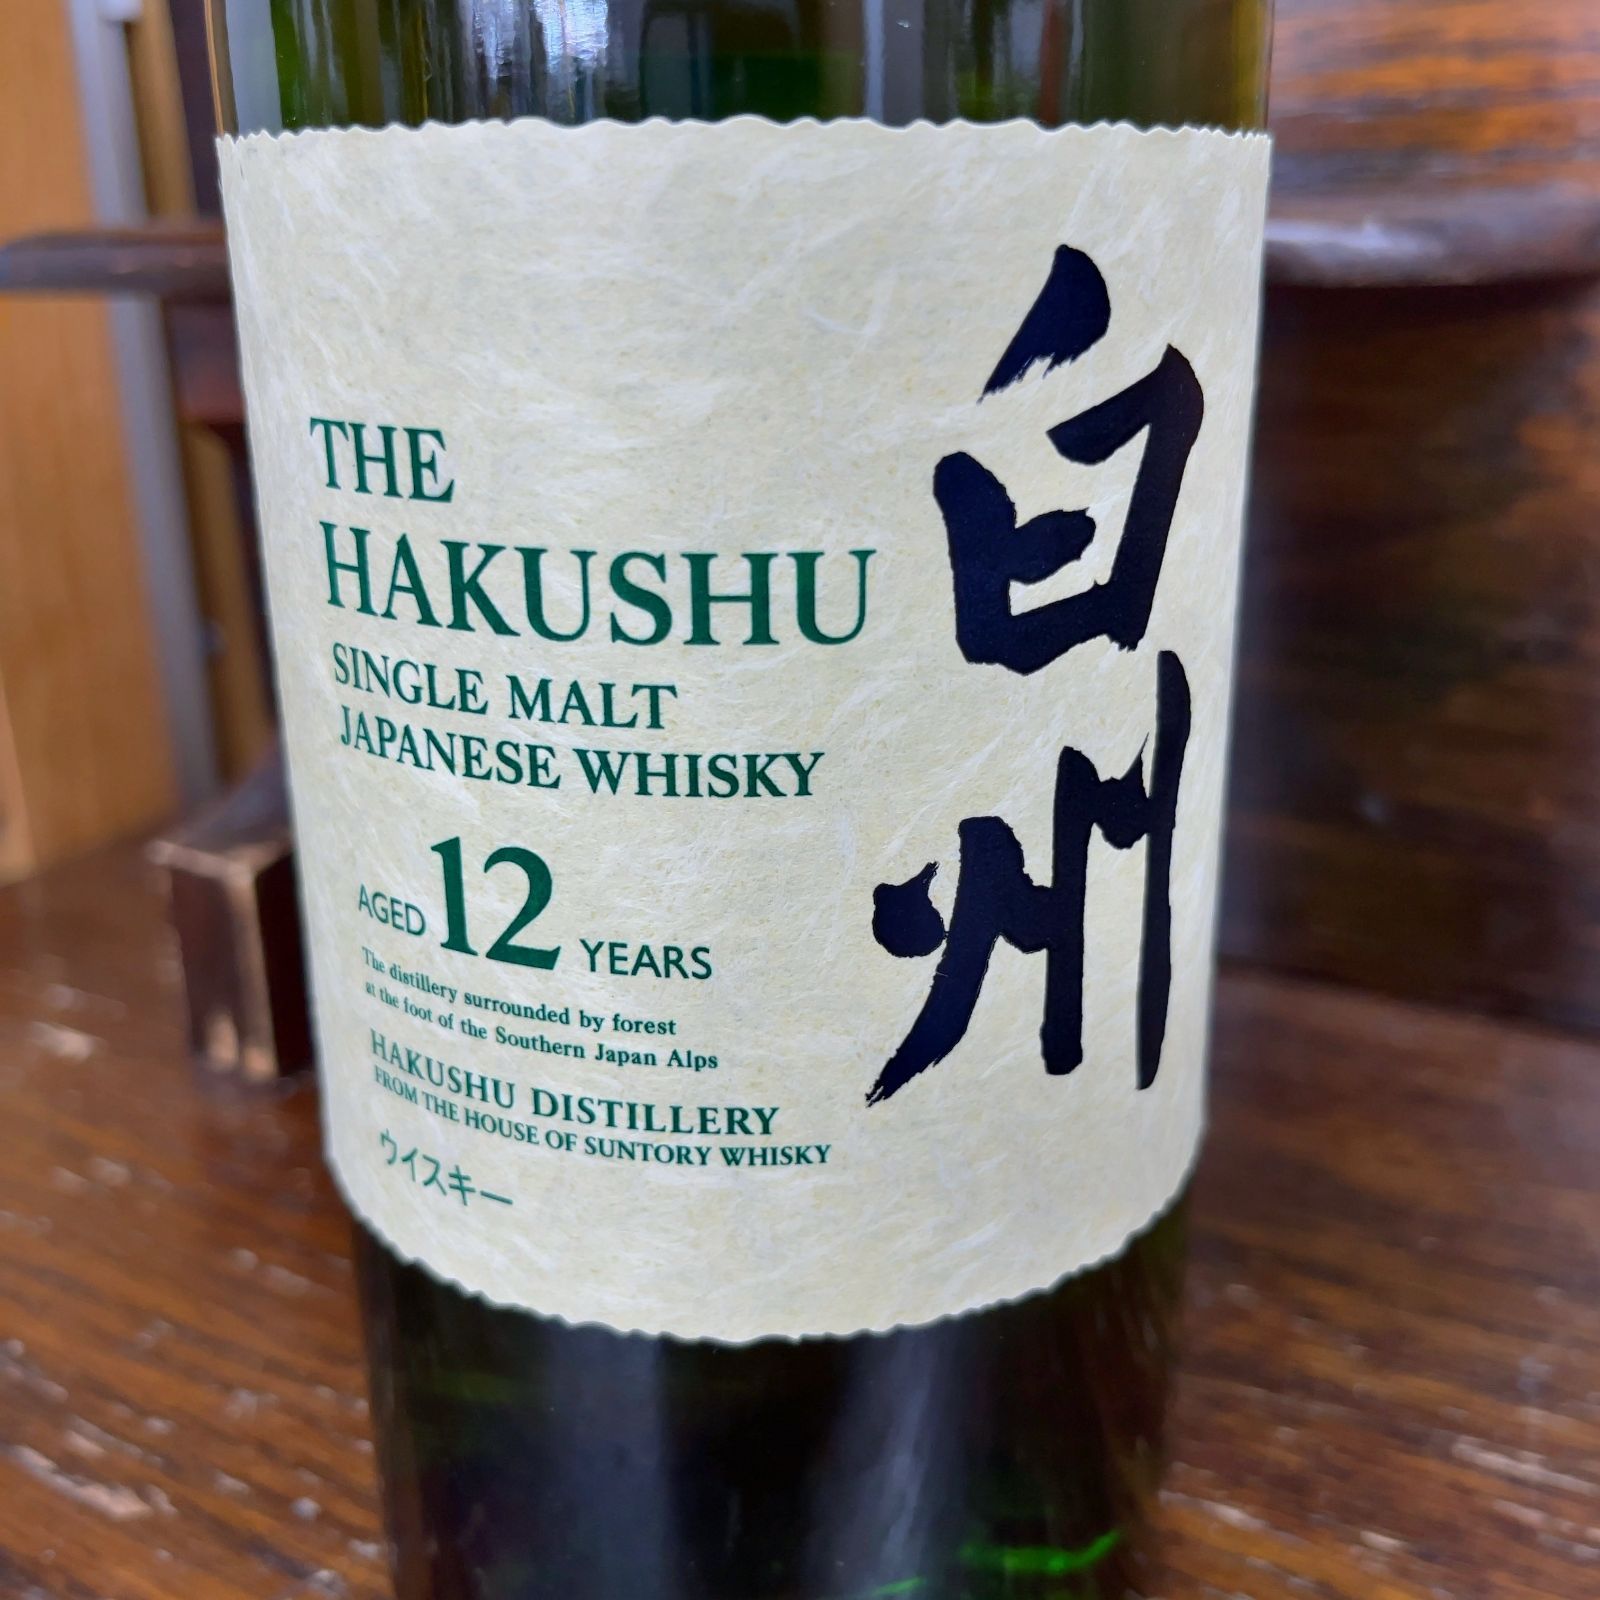 THE
HAKUSHU
SINGLE MALT
JAPANESE WHISKY
AGED 12 YEARS
The distillery surrounded by forest
at the foot of the Southern Japan Alps
HAKUSHU DISTILLERY
FROM THE HOUSE OF SUNTORY WHISKY
ウイスキー
白州